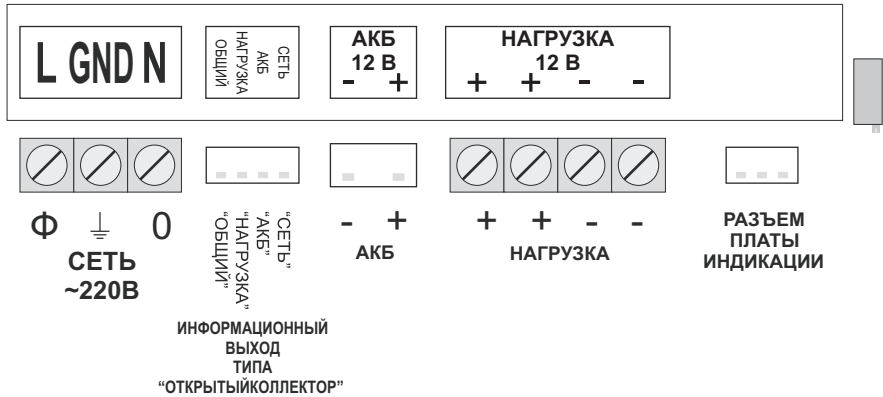 L GND N
ОБЩИЙ
НАГРУЗКА
АКБ
СЕТЬ
АКБ
12 В
- +
НАГРУЗКА
12 В
+ + - -
Ф ⏚ 0
СЕТЬ
~220В
“ОБЩИЙ”
“НАГРУЗКА”
“АКБ”
“СЕТЬ”
ИНФОРМАЦИОННЫЙ
ВЫХОД
ТИПА
“ОТКРЫТЫЙКОЛЛЕКТОР”
- +
АКБ
+ + - -
НАГРУЗКА
РАЗЪЕМ
ПЛАТЫ
ИНДИКАЦИИ